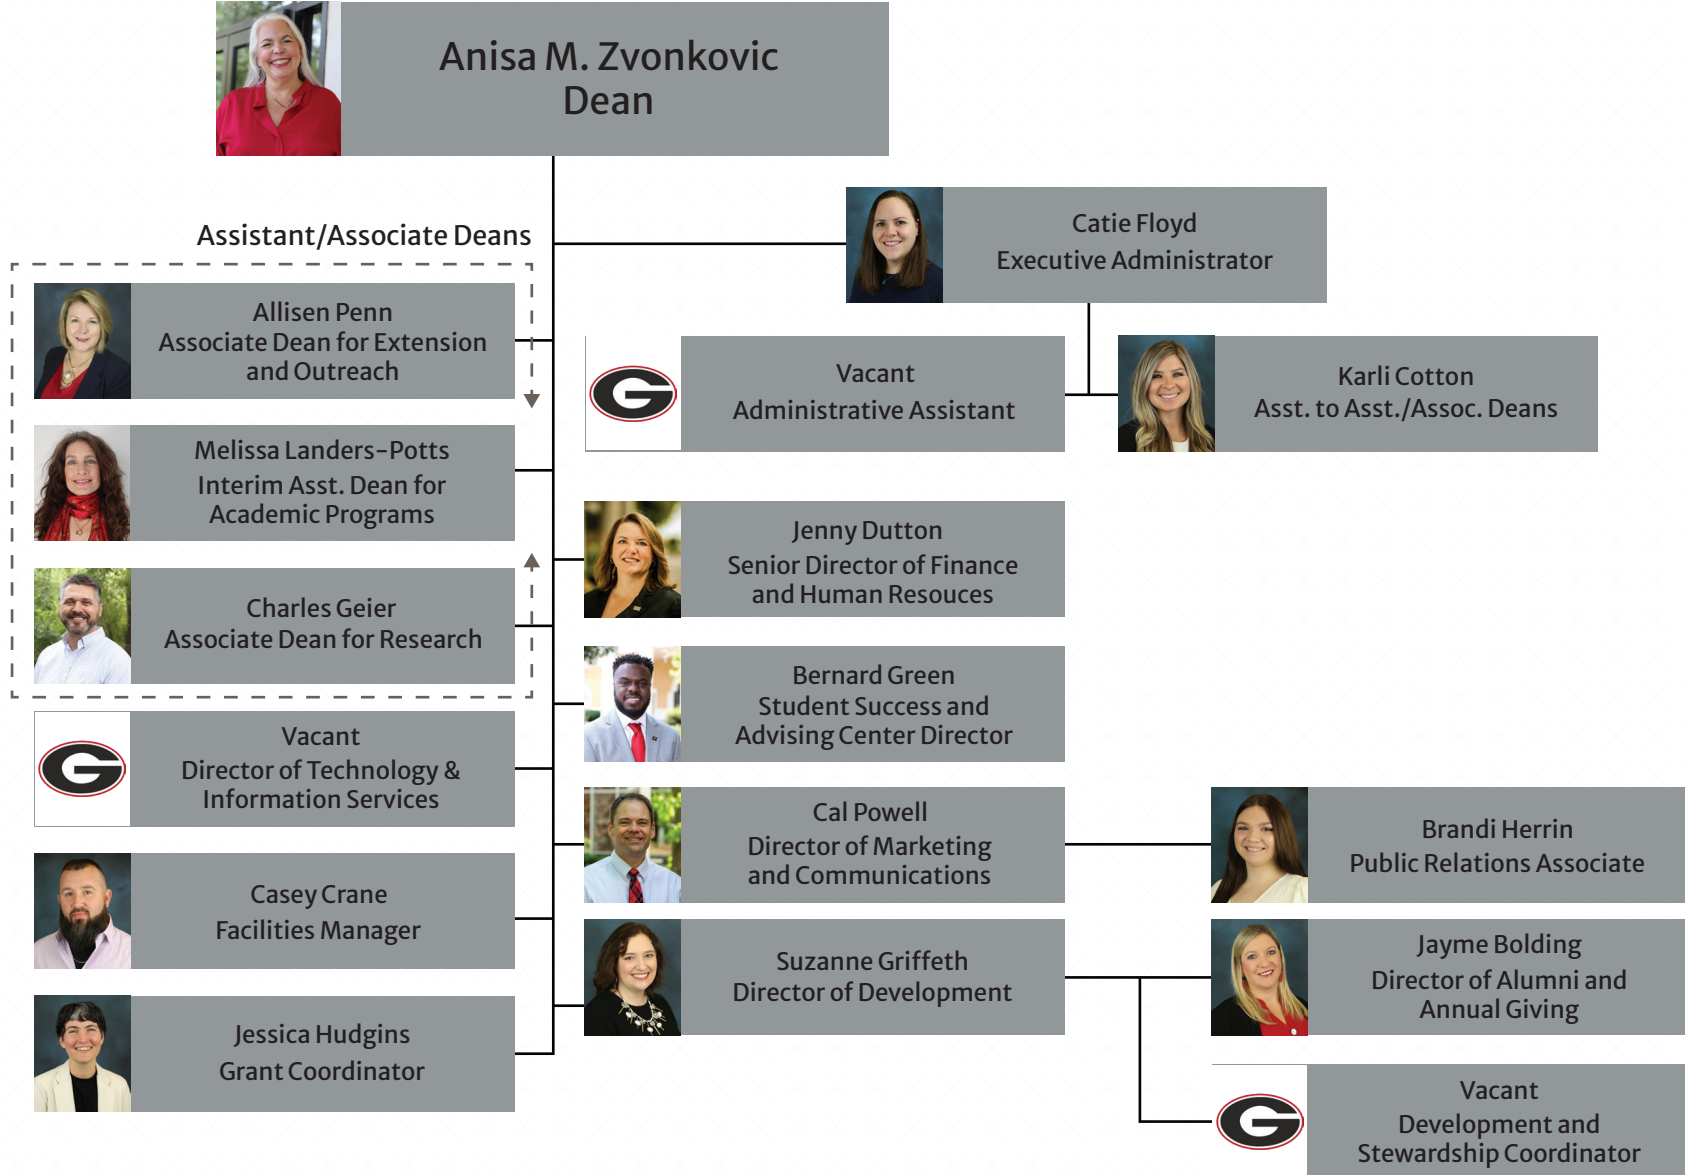 Anisa M. Zvonkovic
Dean
Catie Floyd
Executive Administrator
Assistant/Associate Deans
Allisen Penn
Associate Dean for Extension
and Outreach
Vacant
Administrative Assistant
Karli Cotton
Asst. to Asst./Assoc. Deans
Melissa Landers-Potts
Interim Asst. Dean for
Academic Programs
Jenny Dutton
Senior Director of Finance
and Human Resouces
Charles Geier
Associate Dean for Research
Bernard Green
Student Success and
Advising Center Director
Vacant
Director of Technology &
Information Services
Cal Powell
Director of Marketing
and Communications
Brandi Herrin
Public Relations Associate
Casey Crane
Facilities Manager
Suzanne Griffeth
Director of Development
Jayme Bolding
Director of Alumni and
Annual Giving
Jessica Hudgins
Grant Coordinator
Vacant
Development and
Stewardship Coordinator
G
G
G